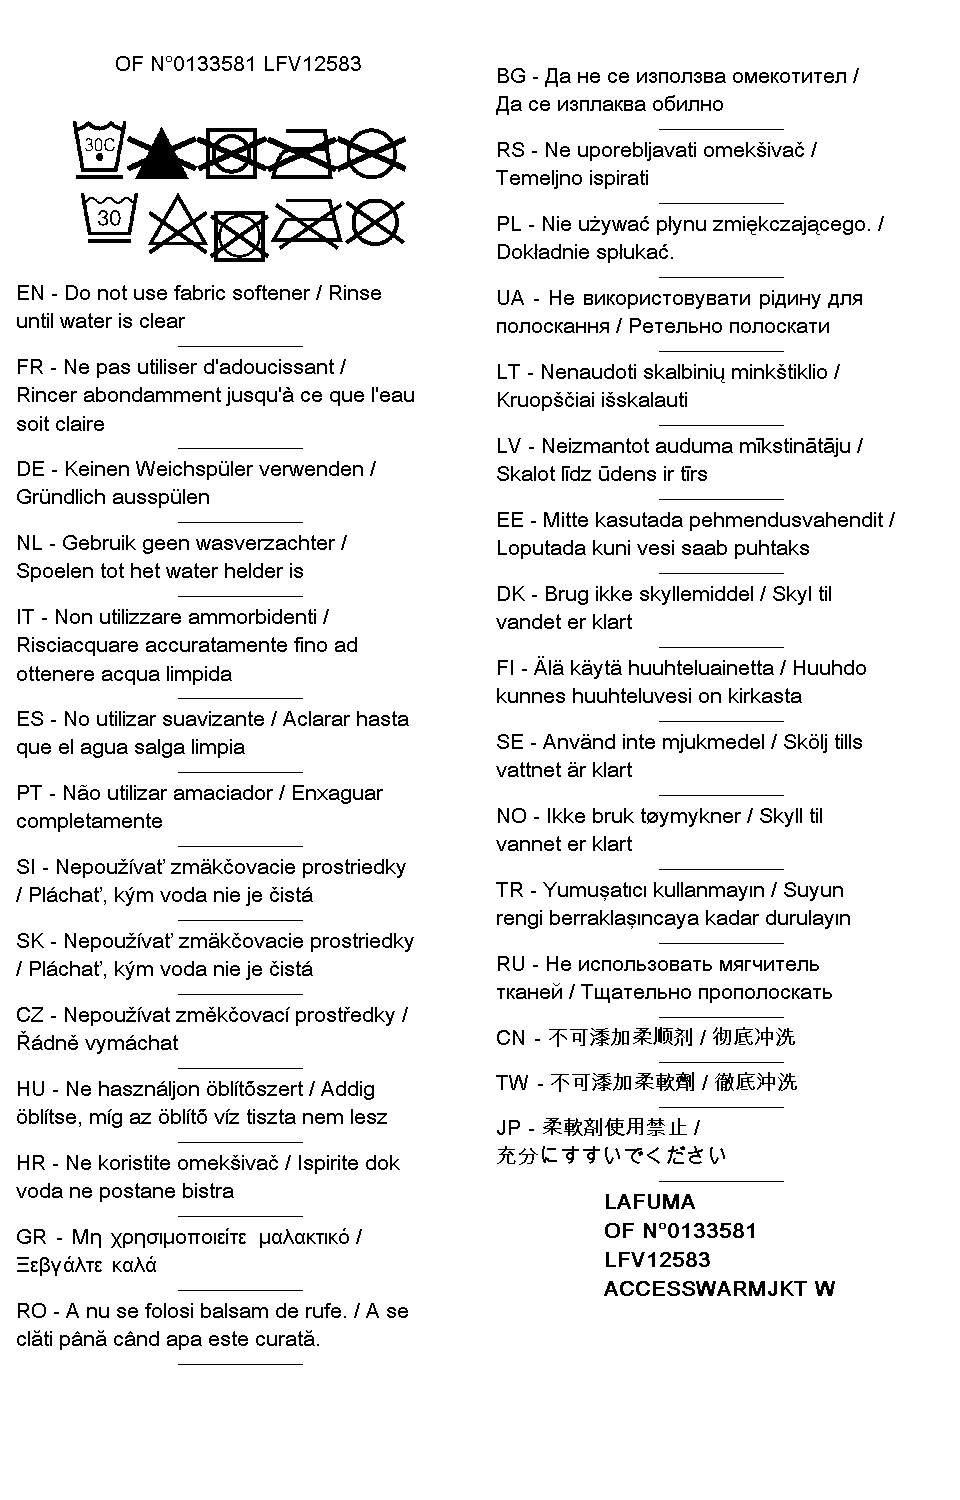 OF N°0133581 LFV12583
30C
30
EN - Do not use fabric softener / Rinse
until water is clear
FR - Ne pas utiliser d'adoucissant /
Rincer abondamment jusqu'à ce que l'eau
soit claire
DE - Keinen Weichspüler verwenden /
Gründlich ausspülen
NL - Gebruik geen wasverzachter /
Spoelen tot het water helder is
IT - Non utilizzare ammorbidenti /
Risciacquare accuratamente fino ad
ottenere acqua limpida
ES - No utilizar suavizante / Aclarar hasta
que el agua salga limpia
PT - Não utilizar amaciador / Enxaguar
completamente
SI - Nepoužívať zmäkčovacie prostriedky
/ Pláchať, kým voda nie je čistá
SK - Nepoužívať zmäkčovacie prostriedky
/ Pláchať, kým voda nie je čistá
CZ - Nepoužívat změkčovací prostředky /
Řádně vymáchat
HU - Ne használjon öblítőszert / Addig
öblítse, míg az öblítő víz tiszta nem lesz
HR - Ne koristite omekšivač / Ispirite dok
voda ne postane bistra
GR - Μη χρησιμοποιείτε μαλακτικό /
Ξεβγάλτε καλά
RO - A nu se folosi balsam de rufe. / A se
clăti până când apa este curată.
BG - Да не се използва омекотител /
Да се изплаква обилно
RS - Ne uporebljavati omekšivač /
Temeljno ispirati
PL - Nie używać płynu zmiękczającego. /
Dokładnie spłukać.
UA - Не використовувати рідину для
полоскання / Ретельно полоскати
LT - Nenaudoti skalbinių minkštiklio /
Kruopščiai išskalauti
LV - Neizmantot auduma mīkstinātāju /
Skalot līdz ūdens ir tīrs
EE - Mitte kasutada pehmendusvahendit /
Loputada kuni vesi saab puhtaks
DK - Brug ikke skyllemiddel / Skyl til
vandet er klart
FI - Älä käytä huuhteluainetta / Huuhdo
kunnes huuhteluvesi on kirkasta
SE - Använd inte mjukmedel / Skölj tills
vattnet är klart
NO - Ikke bruk tøymykner / Skyll til
vannet er klart
TR - Yumuşatıcı kullanmayın / Suyun
rengi berraklaşıncaya kadar durulayın
RU - Не использовать мягчитель
тканей / Тщательно прополоскать
CN - 不可漆加柔顺剂 / 彻底冲洗
TW - 不可漆加柔軟劑 / 徹底沖洗
JP - 柔軟剤使用禁止 /
充分にすすいでください
LAFUMA
OF N°0133581
LFV12583
ACCESSWARMJKT W